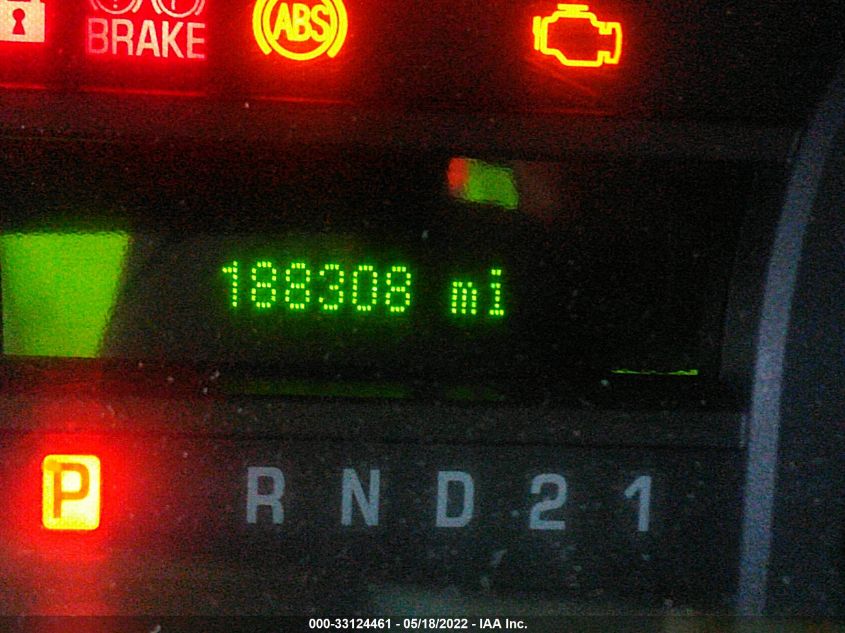 BRAKE ABS
188308 mi
P R N D 2 1
000-33124461 - 05/18/2022 - IAA Inc.